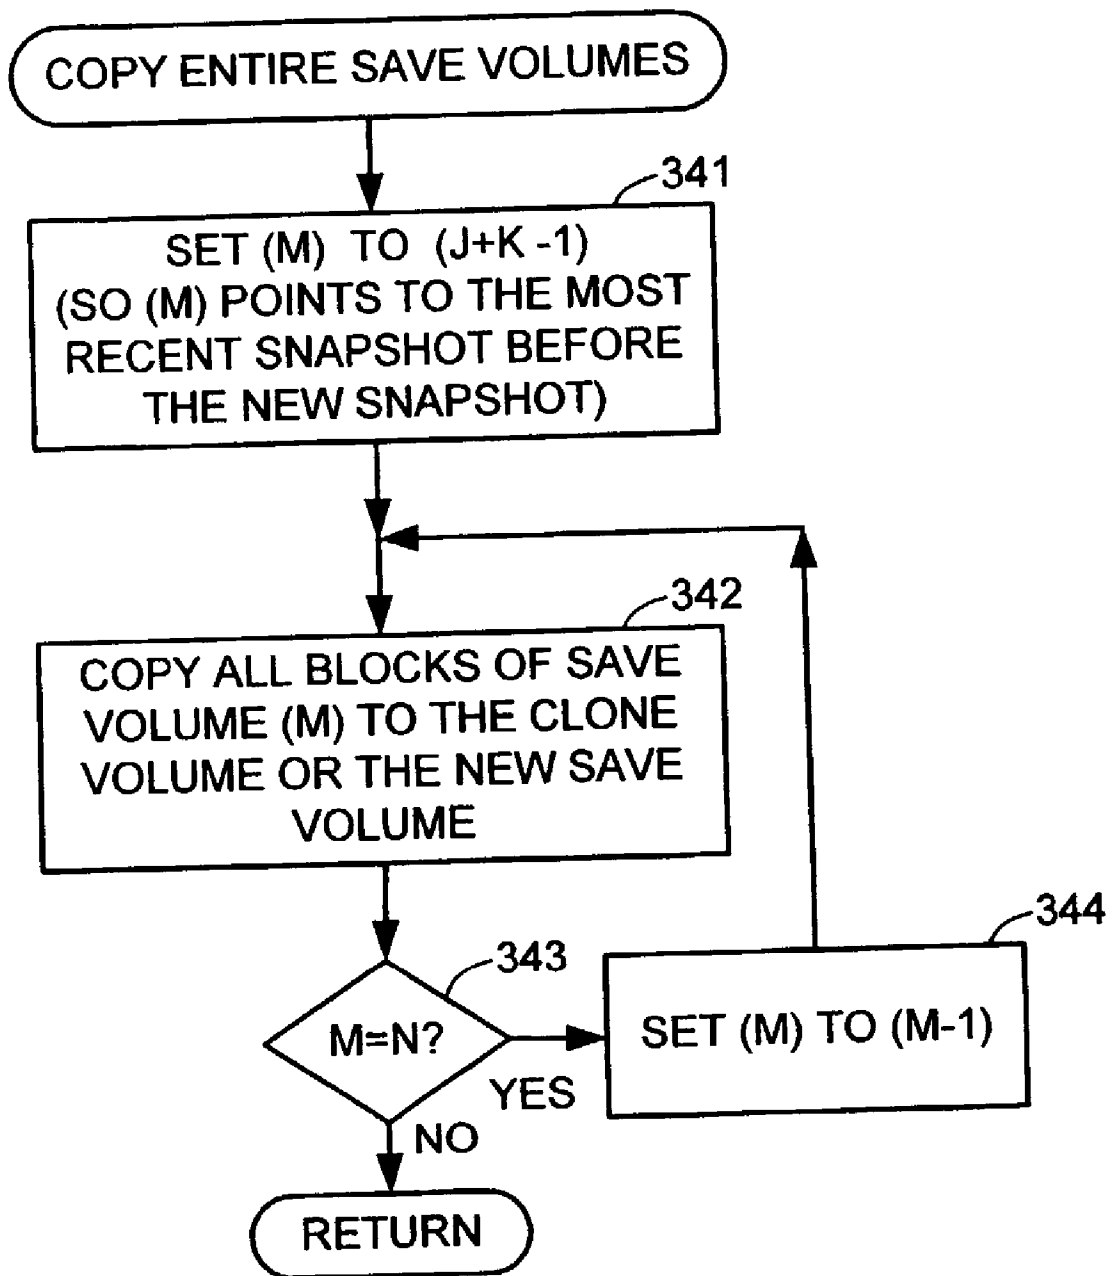 COPY ENTIRE SAVE VOLUMES
341
SET (M) TO (J+K -1)
(SO (M) POINTS TO THE MOST
RECENT SNAPSHOT BEFORE
THE NEW SNAPSHOT)
342
COPY ALL BLOCKS OF SAVE
VOLUME (M) TO THE CLONE
VOLUME OR THE NEW SAVE
VOLUME
343
M=N?
YES
344
SET (M) TO (M-1)
NO
RETURN